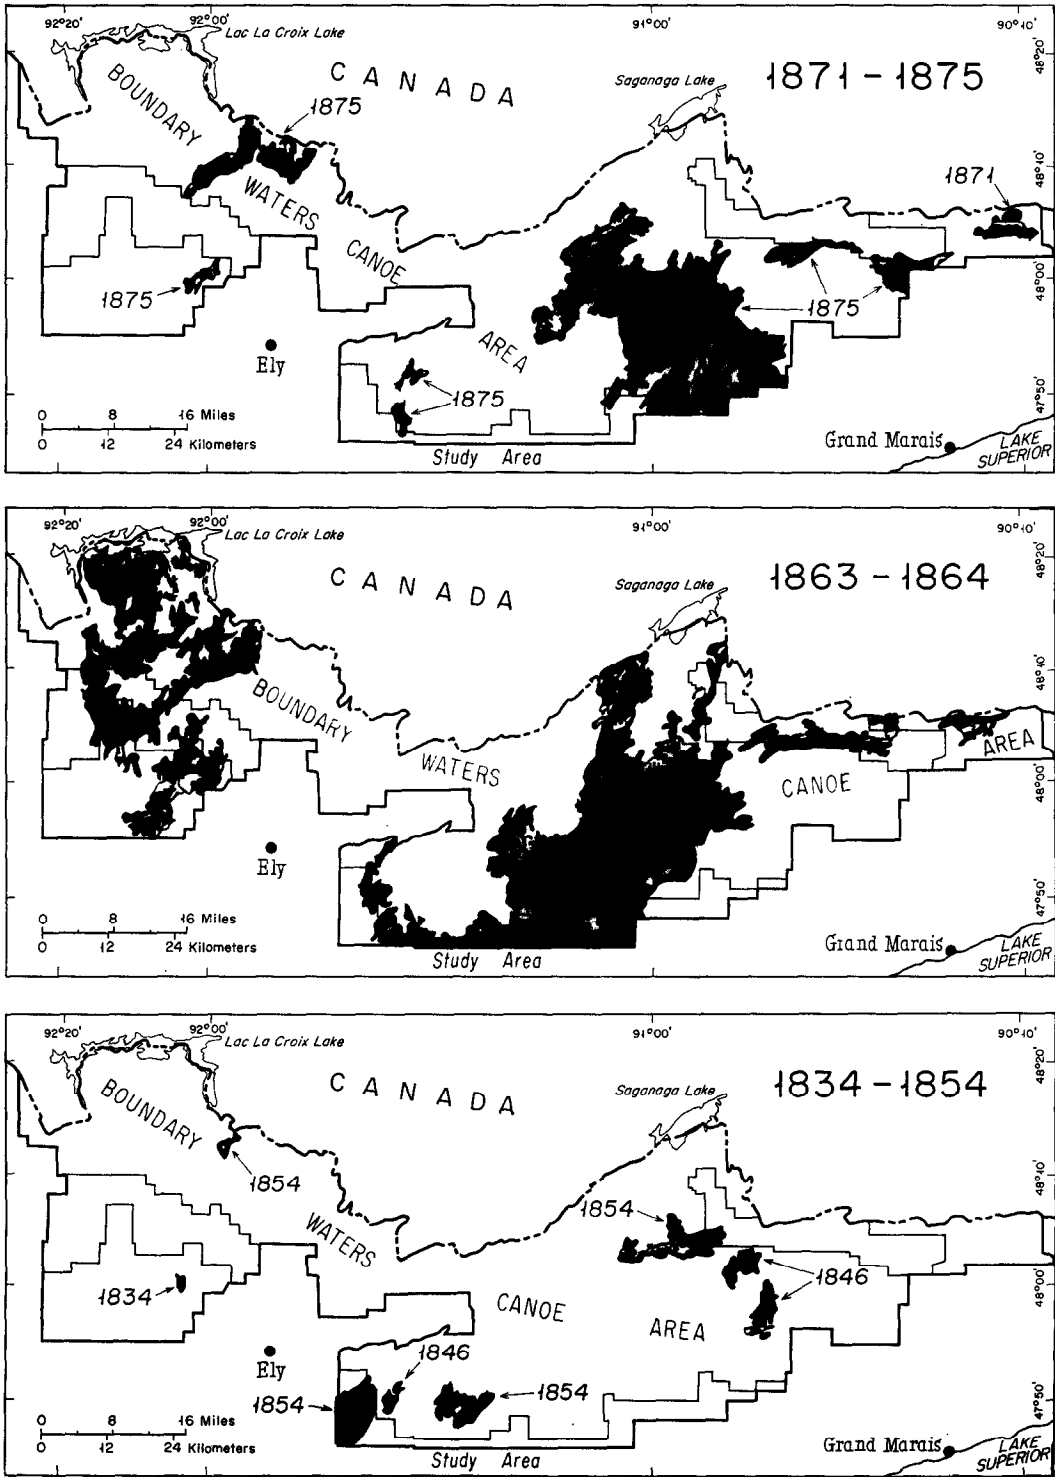 92°20'
92°00'
Lac La Croix Lake
91°00'
90°10'
CANADA
Saganaga Lake
1871-1875
48°20'
BOUNDARY
1875
48°10'
1871
WATERS
CANOE
48°00'
1875
1875
AREA
Ely
1875
47°50'
0 8 16 Miles
0 12 24 Kilometers
Grand Marais
LAKE
SUPERIOR
Study Area
92°20'
92°00'
Lac La Croix Lake
91°00'
90°10'
CANADA
Saganaga Lake
1863-1864
48°20'
48°10'
BOUNDARY
WATERS
AREA
CANOE
48°00'
Ely
47°50'
0 8 16 Miles
0 12 24 Kilometers
Grand Marais
LAKE
SUPERIOR
Study Area
92°20'
92°00'
Lac La Croix Lake
91°00'
90°10'
CANADA
Saganaga Lake
1834-1854
48°20'
BOUNDARY
1854
48°10'
1854
WATERS
1846
1834
48°00'
CANOE
AREA
1846
Ely
1854
1854
47°50'
0 8 16 Miles
0 12 24 Kilometers
Grand Marais
LAKE
SUPERIOR
Study Area